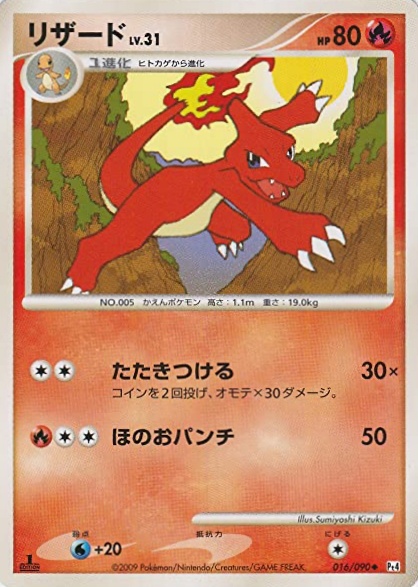 リザード LV.31 HP 80
1進化 ヒトカゲから進化
NO.005 かえんポケモン 高さ：1.1m 重さ：19.0kg
たたきつける 30×
コインを2回投げ、オモテ×30ダメージ。
ほのおパンチ 50
Illus.Sumiyoshi Kizuki
弱点 抵抗力 にげる
1 EDITION +20 016/090 Pt4
©2009 Pokémon/Nintendo/Creatures/GAME FREAK.